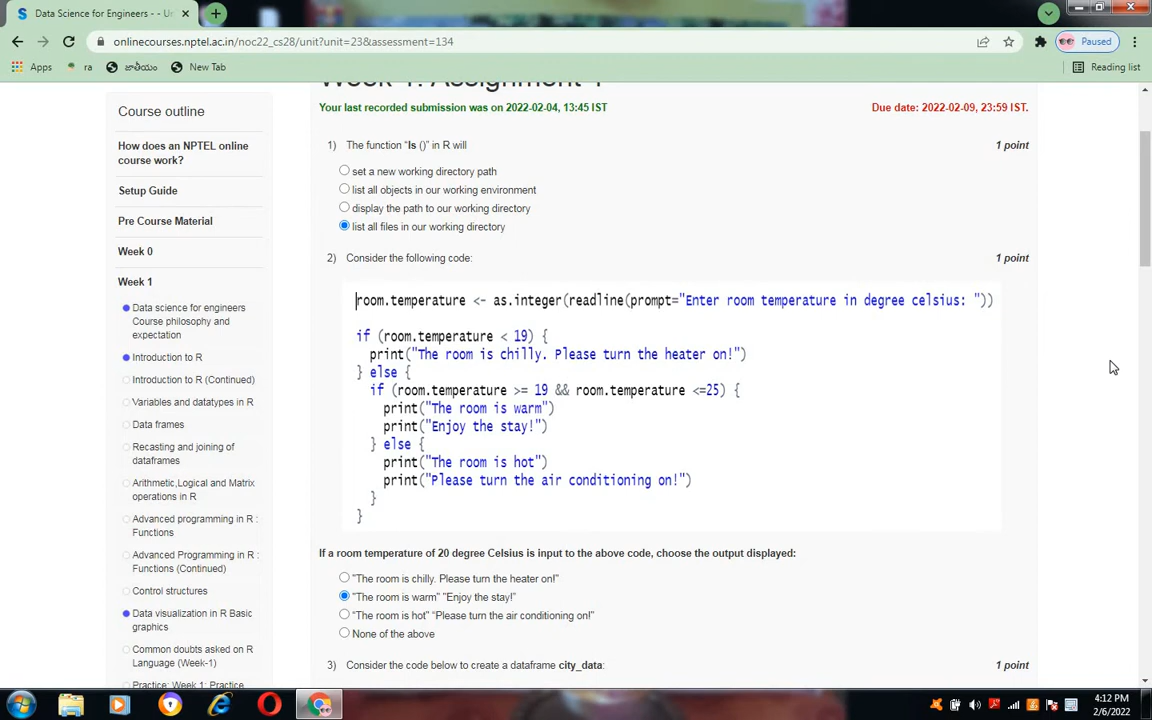 Data Science for Engineers - - U
onlinecourses.nptel.ac.in/noc22_cs28/unit?unit=23&assessment=134
Paused
Apps
ra
జాతీయం
New Tab
Reading list
Your last recorded submission was on 2022-02-04, 13:45 IST
Due date: 2022-02-09, 23:59 IST.
Course outline
How does an NPTEL online
course work?
Setup Guide
Pre Course Material
Week 0
Week 1
Data science for engineers
Course philosophy and
expectation
Introduction to R
Introduction to R (Continued)
Variables and datatypes in R
Data frames
Recasting and joining of
dataframes
Arithmetic,Logical and Matrix
operations in R
Advanced programming in R :
Functions
Advanced Programming in R :
Functions (Continued)
Control structures
Data visualization in R Basic
graphics
Common doubts asked on R
Language (Week-1)
Practice: Week 1: Practice
1) The function “ls ()” in R will
1 point
set a new working directory path
list all objects in our working environment
display the path to our working directory
list all files in our working directory
2) Consider the following code:
1 point
room.temperature <- as.integer(readline(prompt="Enter room temperature in degree celsius: "))
if (room.temperature < 19) {
print("The room is chilly. Please turn the heater on!")
} else {
if (room.temperature >= 19 && room.temperature <=25) {
print("The room is warm")
print("Enjoy the stay!")
} else {
print("The room is hot")
print("Please turn the air conditioning on!")
}
}
If a room temperature of 20 degree Celsius is input to the above code, choose the output displayed:
"The room is chilly. Please turn the heater on!"
"The room is warm” “Enjoy the stay!”
“The room is hot” “Please turn the air conditioning on!”
None of the above
3) Consider the code below to create a dataframe city_data:
1 point
4:12 PM
2/6/2022